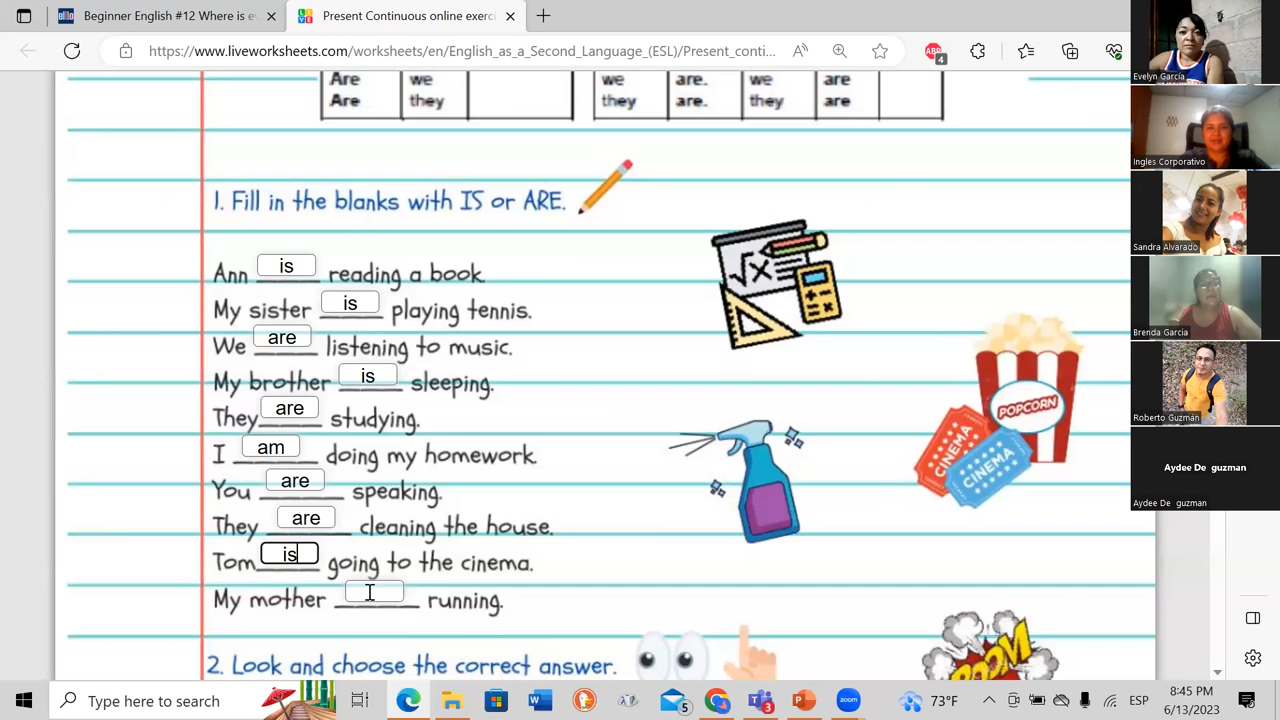 Beginner English #12 Where is e
Present Continuous online exerci
https://www.liveworksheets.com/worksheets/en/English_as_a_Second_Language_(ESL)/Present_conti...
Are we we are. we are
Are they they are. they are
1. Fill in the blanks with IS or ARE.
Ann is reading a book.
My sister is playing tennis.
We are listening to music.
My brother is sleeping.
They are studying.
I am doing my homework.
You are speaking.
They are cleaning the house.
Tom is going to the cinema.
My mother running.
2. Look and choose the correct answer.
POPCORN
CINEMA
CINEMA
BOOM
Evelyn García
Ingles Corporativo
Sandra Alvarado
Brenda Garcia
Roberto Guzmán
Aydee De guzman
Aydee De guzman
Type here to search
73°F
ESP
8:45 PM
6/13/2023